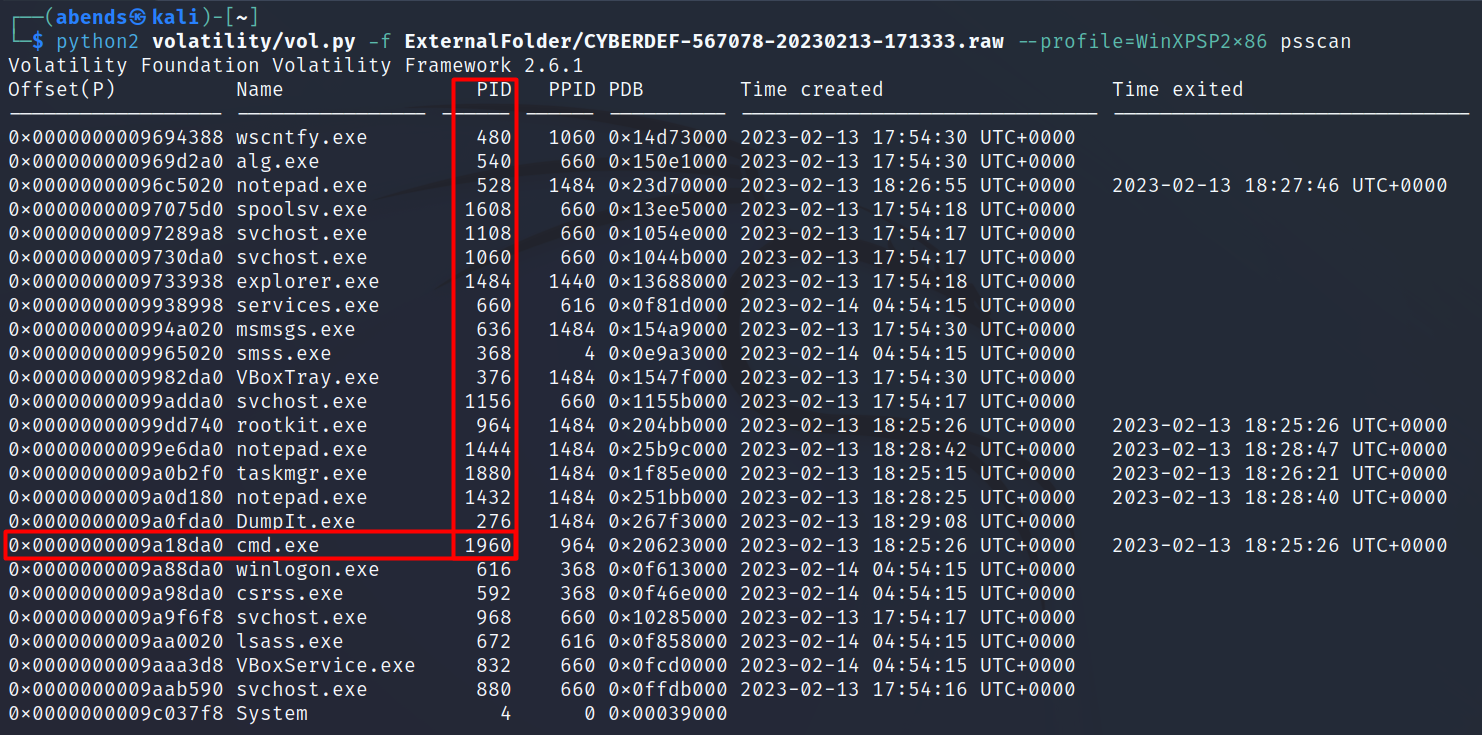 ┌──(abends㉿kali)-[~]
└─$ python2 volatility/vol.py -f ExternalFolder/CYBERDEF-567078-20230213-171333.raw --profile=WinXPSP2×86 psscan
Volatility Foundation Volatility Framework 2.6.1
Offset(P) Name PID PPID PDB Time created Time exited
0×0000000009694388 wscntfy.exe 480 1060 0×14d73000 2023-02-13 17:54:30 UTC+0000
0×000000000969d2a0 alg.exe 540 660 0×150e1000 2023-02-13 17:54:30 UTC+0000
0×00000000096c5020 notepad.exe 528 1484 0×23d70000 2023-02-13 18:26:55 UTC+0000 2023-02-13 18:27:46 UTC+0000
0×00000000097075d0 spoolsv.exe 1608 660 0×13ee5000 2023-02-13 17:54:18 UTC+0000
0×00000000097289a8 svchost.exe 1108 660 0×1054e000 2023-02-13 17:54:17 UTC+0000
0×0000000009730da0 svchost.exe 1060 660 0×1044b000 2023-02-13 17:54:17 UTC+0000
0×0000000009733938 explorer.exe 1484 1440 0×13688000 2023-02-13 17:54:18 UTC+0000
0×0000000009938998 services.exe 660 616 0×0f81d000 2023-02-14 04:54:15 UTC+0000
0×000000000994a020 msmsgs.exe 636 1484 0×154a9000 2023-02-13 17:54:30 UTC+0000
0×0000000009965020 smss.exe 368 4 0×0e9a3000 2023-02-14 04:54:15 UTC+0000
0×0000000009982da0 VBoxTray.exe 376 1484 0×1547f000 2023-02-13 17:54:30 UTC+0000
0×00000000099adda0 svchost.exe 1156 660 0×1155b000 2023-02-13 17:54:17 UTC+0000
0×00000000099dd740 rootkit.exe 964 1484 0×204bb000 2023-02-13 18:25:26 UTC+0000 2023-02-13 18:25:26 UTC+0000
0×00000000099e6da0 notepad.exe 1444 1484 0×25b9c000 2023-02-13 18:28:42 UTC+0000 2023-02-13 18:28:47 UTC+0000
0×0000000009a0b2f0 taskmgr.exe 1880 1484 0×1f85e000 2023-02-13 18:25:15 UTC+0000 2023-02-13 18:26:21 UTC+0000
0×0000000009a0d180 notepad.exe 1432 1484 0×251bb000 2023-02-13 18:28:25 UTC+0000 2023-02-13 18:28:40 UTC+0000
0×0000000009a0fda0 DumpIt.exe 276 1484 0×267f3000 2023-02-13 18:29:08 UTC+0000
0×0000000009a18da0 cmd.exe 1960 964 0×20623000 2023-02-13 18:25:26 UTC+0000 2023-02-13 18:25:26 UTC+0000
0×0000000009a88da0 winlogon.exe 616 368 0×0f613000 2023-02-14 04:54:15 UTC+0000
0×0000000009a98da0 csrss.exe 592 368 0×0f46e000 2023-02-14 04:54:15 UTC+0000
0×0000000009a9f6f8 svchost.exe 968 660 0×10285000 2023-02-13 17:54:17 UTC+0000
0×0000000009aa0020 lsass.exe 672 616 0×0f858000 2023-02-14 04:54:15 UTC+0000
0×0000000009aaa3d8 VBoxService.exe 832 660 0×0fcd0000 2023-02-14 04:54:15 UTC+0000
0×0000000009aab590 svchost.exe 880 660 0×0ffdb000 2023-02-13 17:54:16 UTC+0000
0×0000000009c037f8 System 4 0 0×00039000